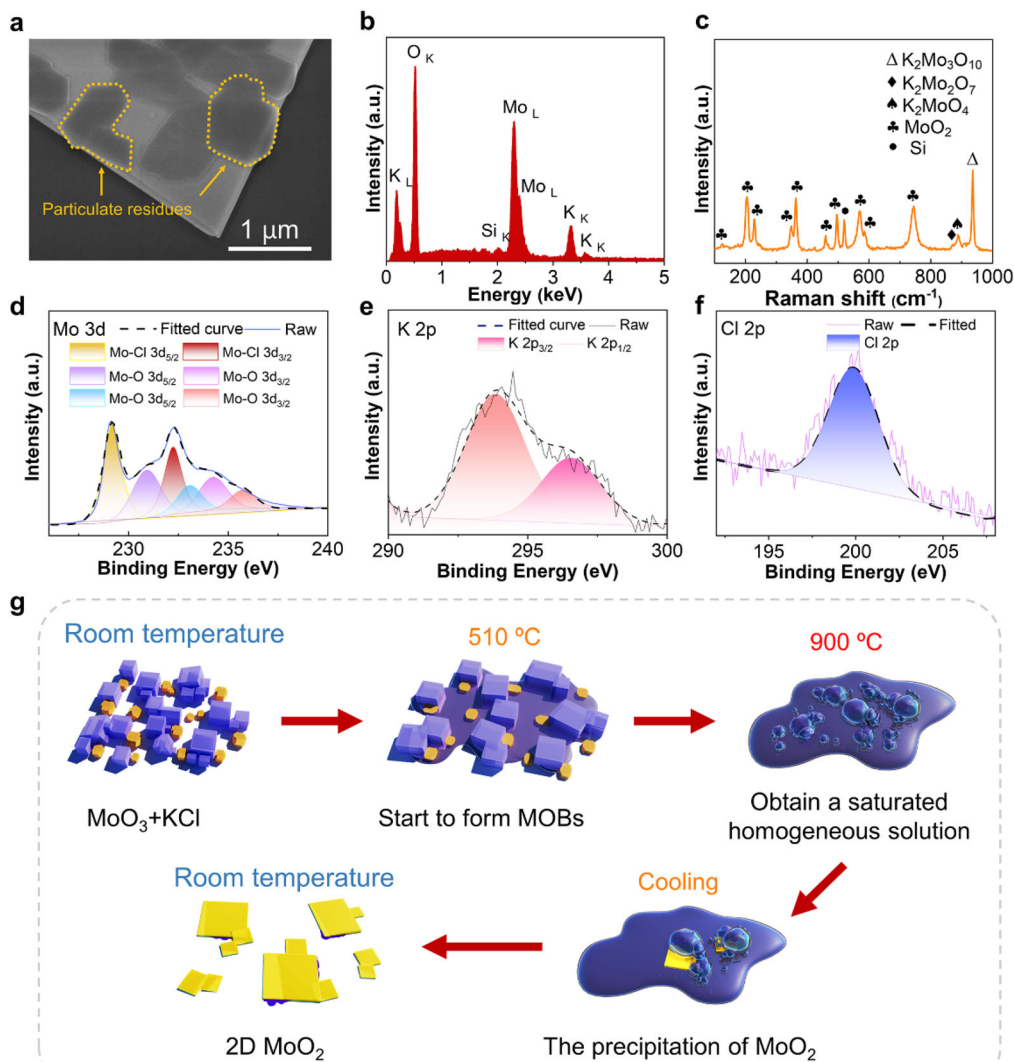 a
Particulate residues
1 μm
b
Intensity (a.u.)
K L
O K
Si K
Mo L
Mo L
K K
K K
0 1 2 3 4 5
Energy (keV)
c
Intensity (a.u.)
Δ K₂Mo₃O₁₀
♦ K₂Mo₂O₇
♠ K₂MoO₄
♣ MoO₂
• Si
200 400 600 800 1000
Raman shift (cm⁻¹)
d
Mo 3d
Fitted curve
Raw
Mo-Cl 3d₅/₂
Mo-Cl 3d₃/₂
Mo-O 3d₅/₂
Mo-O 3d₃/₂
Mo-O 3d₅/₂
Mo-O 3d₃/₂
Intensity (a.u.)
230 235 240
Binding Energy (eV)
e
K 2p
Fitted curve
Raw
K 2p₃/₂
K 2p₁/₂
Intensity (a.u.)
290 295 300
Binding Energy (eV)
f
Cl 2p
Raw
Fitted
Cl 2p
Intensity (a.u.)
195 200 205
Binding Energy (eV)
g
Room temperature
510 ºC
900 ºC
MoO₃+KCl
Start to form MOBs
Obtain a saturated
homogeneous solution
Room temperature
Cooling
2D MoO₂
The precipitation of MoO₂